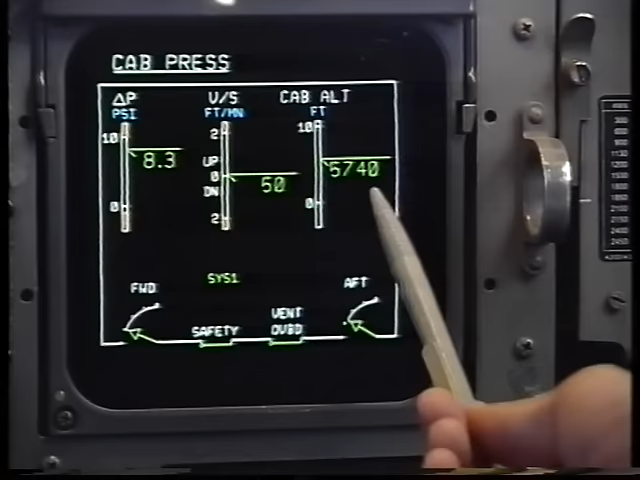 CAB PRESS
ΔP V/S CAB ALT
PSI FT/MN FT
10 2 10
8.3 UP 5740
0 50
DN
0 2 0
SYS1
FWD AFT
VENT
SAFETY OVBD